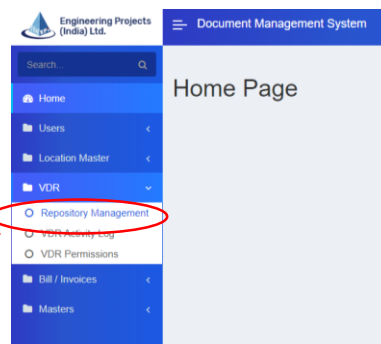 Engineering Projects
(India) Ltd.
Document Management System
Search...
Home Page
Home
Users
Location Master
VDR
Repository Management
VDR Activity Log
VDR Permissions
Bill / Invoices
Masters